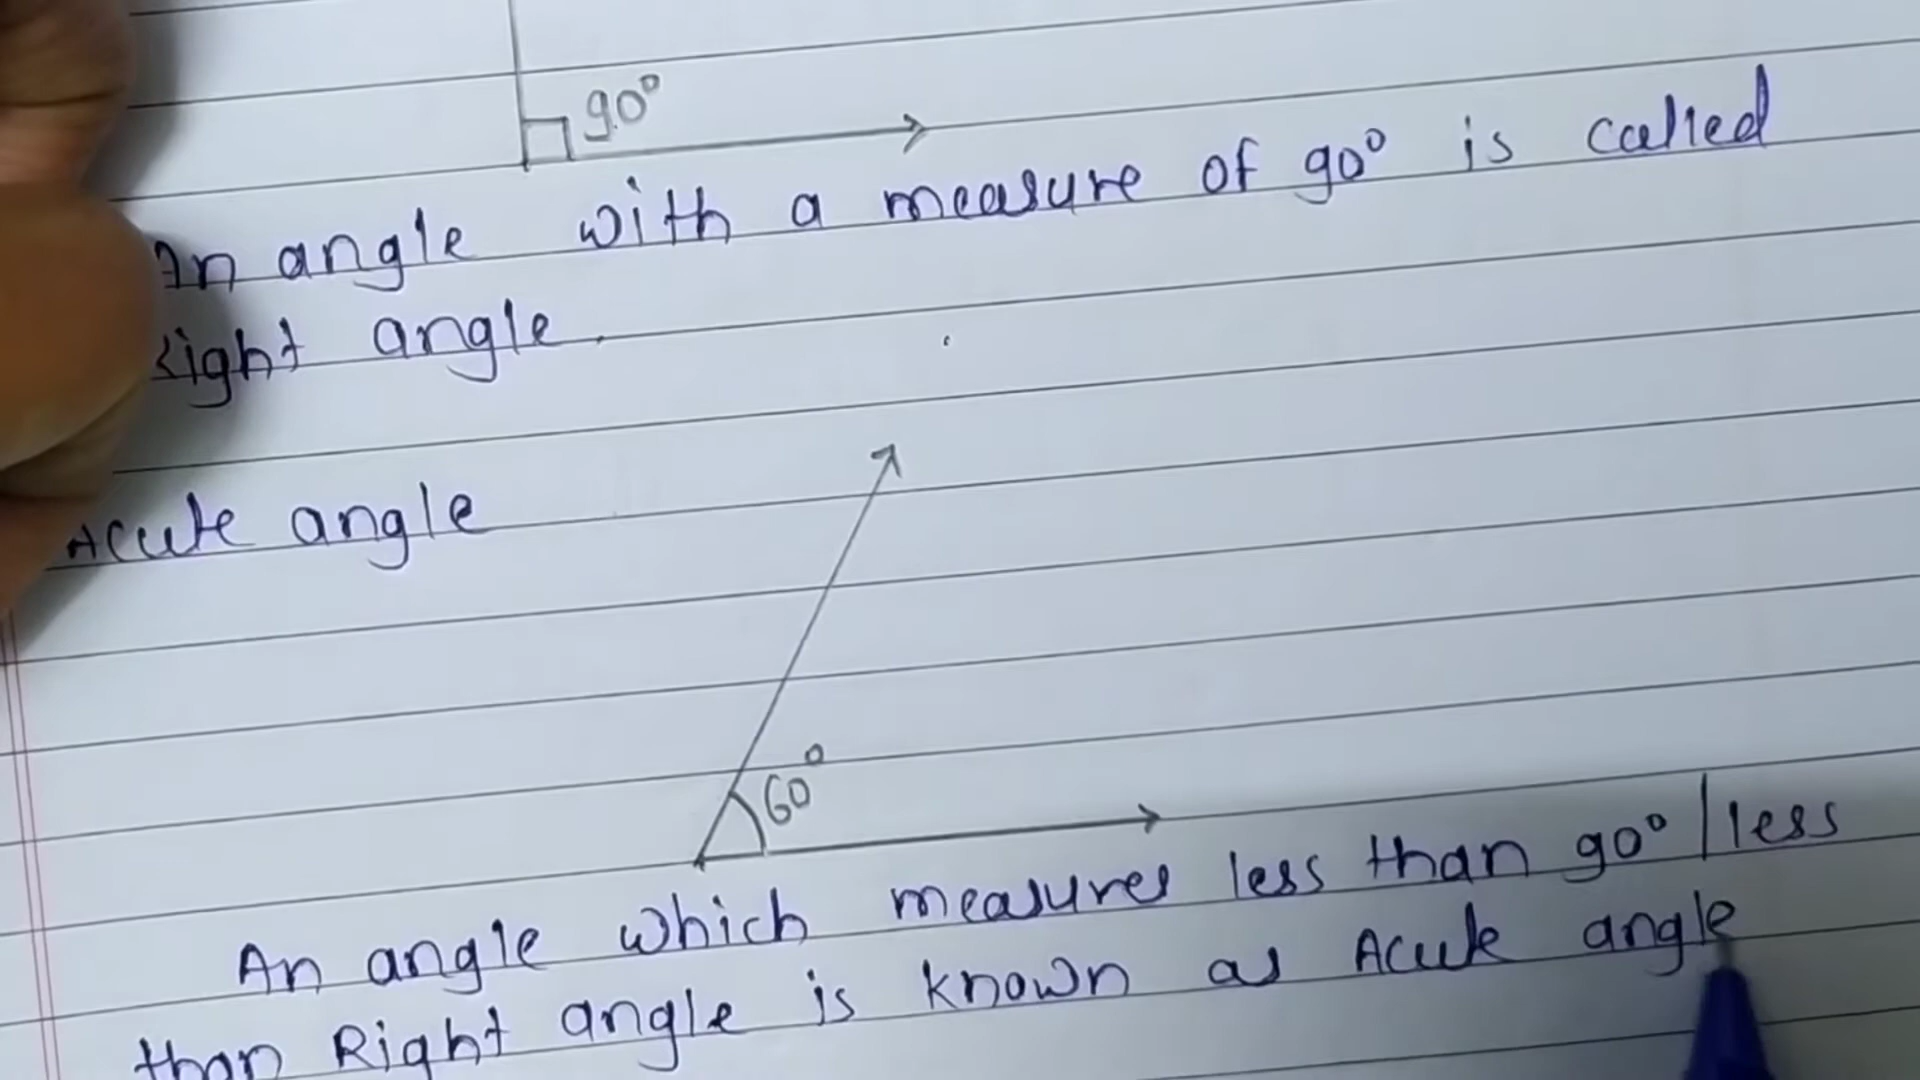 90°
An angle with a measure of 90° is called
Right angle.
Acute angle
60°
An angle which measures less than 90° / less
than Right angle is known as Acute angle